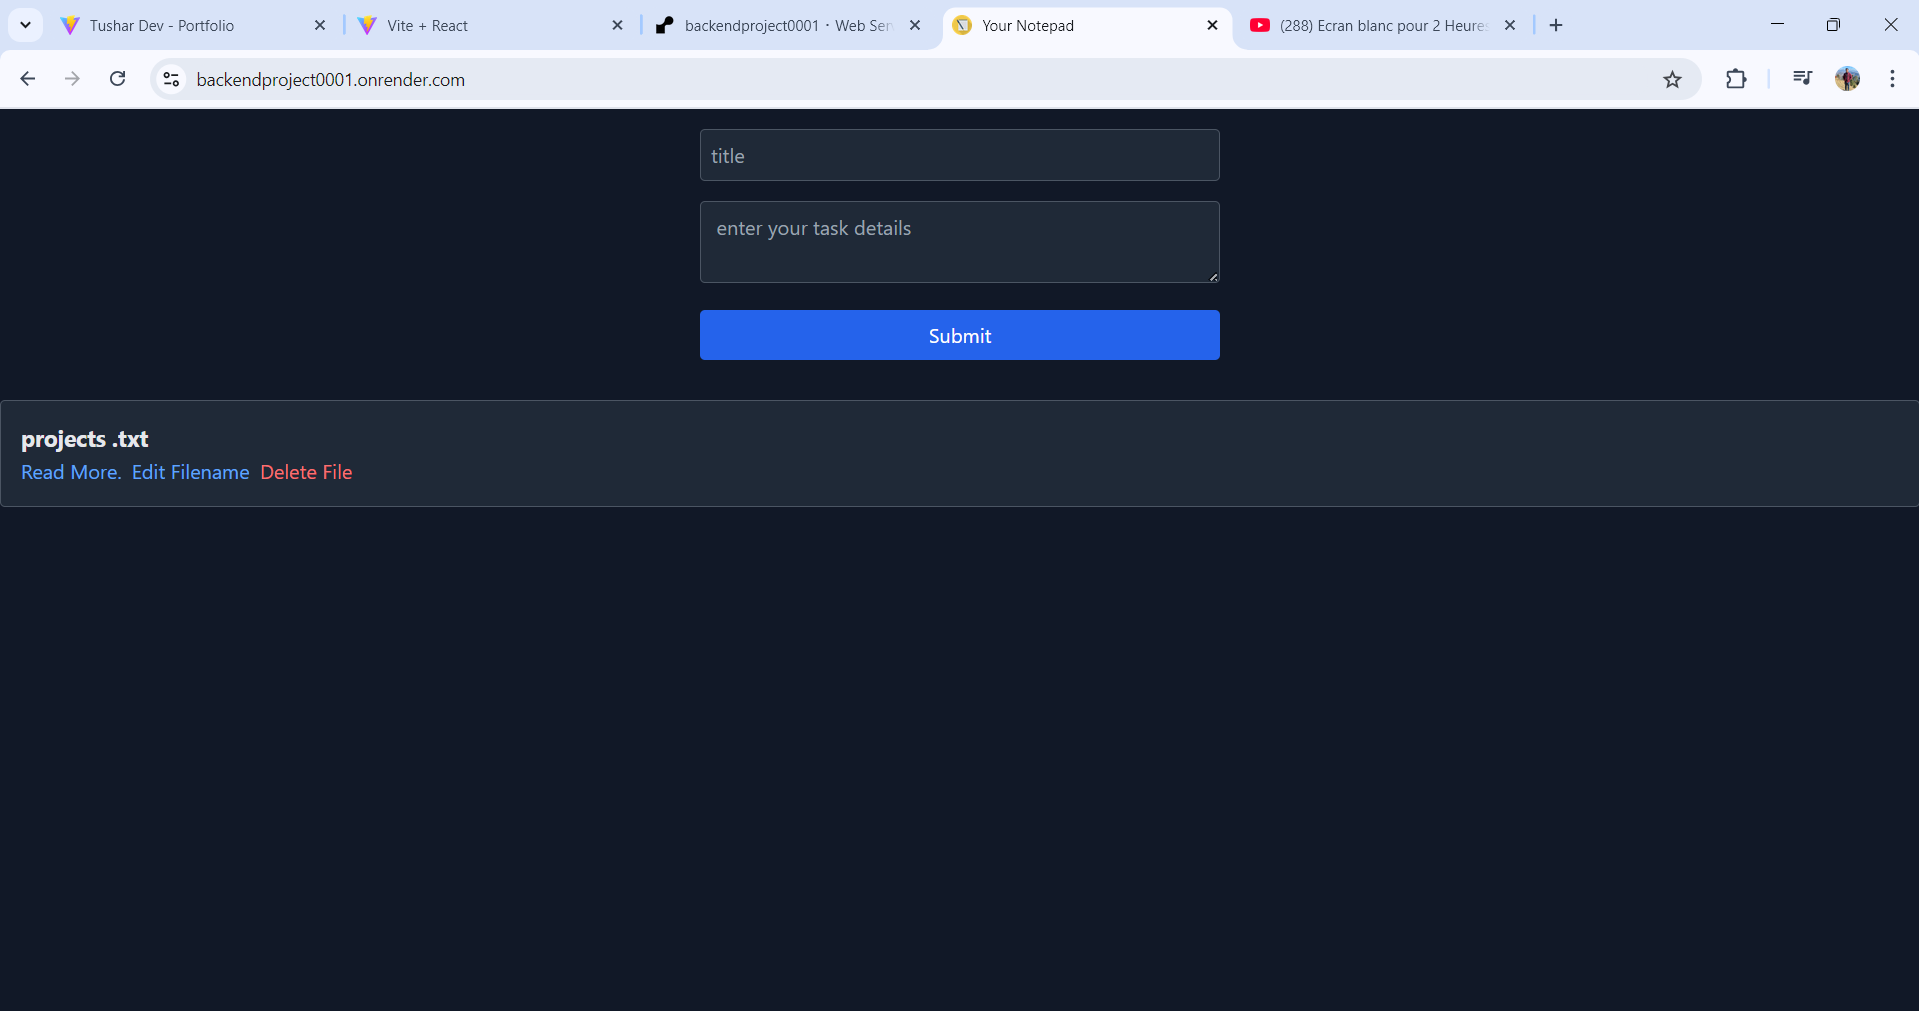 Tushar Dev - Portfolio
Vite + React
backendproject0001 · Web Ser
Your Notepad
(288) Ecran blanc pour 2 Heure
backendproject0001.onrender.com
title
enter your task details
Submit
projects .txt
Read More. Edit Filename Delete File